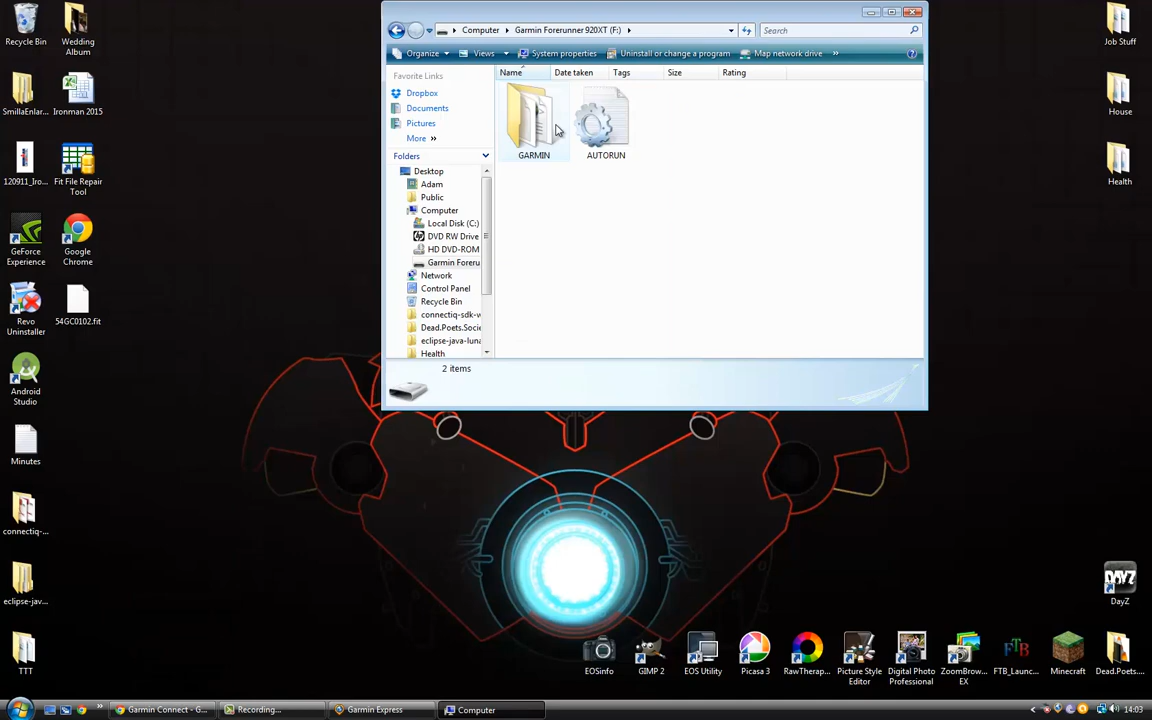 Recycle Bin
Wedding Album
SmillaEnlar...
Ironman 2015
120911_Iro...
Fit File Repair Tool
GeForce Experience
Google Chrome
Revo Uninstaller
54GC0102.fit
Android Studio
Minutes
connectiq-...
eclipse-jav...
TTT
Computer
Garmin Forerunner 920XT (F:)
Search
Organize
Views
System properties
Uninstall or change a program
Map network drive
»
Favorite Links
Dropbox
Documents
Pictures
More »
Folders
Desktop
Adam
Public
Computer
Local Disk (C:)
DVD RW Drive
HD DVD-ROM
Garmin Foreru
Network
Control Panel
Recycle Bin
connectiq-sdk-w
Dead.Poets.Socie
eclipse-java-luna
Health
Name
Date taken
Tags
Size
Rating
GARMIN
AUTORUN
2 items
Job Stuff
House
Health
DayZ
EOSinfo
GIMP 2
EOS Utility
Picasa 3
RawTherap...
Picture Style Editor
Digital Photo Professional
ZoomBrow... EX
FTB_Launc...
Minecraft
Dead.Poets....
Garmin Connect - G...
Recording...
Garmin Express
Computer
14:03